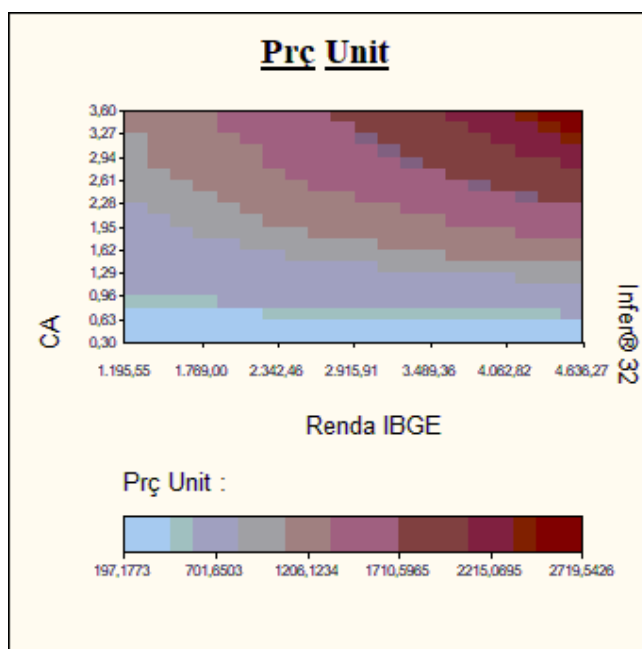 Prç Unit
3,60
3,27
2,94
2,61
2,28
1,95
1,62
1,29
0,96
0,63
0,30
CA
1.195,55 1.769,00 2.342,46 2.915,91 3.489,36 4.062,82 4.636,27
Renda IBGE
Infer® 32
Prç Unit :
197,1773 701,6503 1206,1234 1710,5965 2215,0695 2719,5426